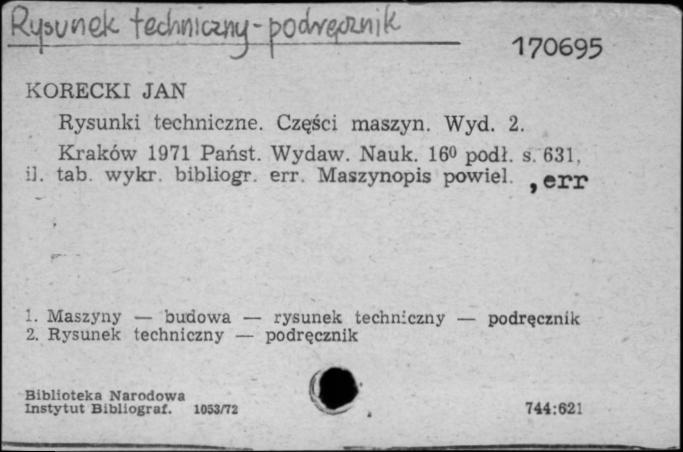 Rysunek techniczny - podręcznik
170695
KORECKI JAN
Rysunki techniczne. Części maszyn. Wyd. 2.
Kraków 1971 Państ. Wydaw. Nauk. 16⁰ podł. s. 631,
il. tab. wykr. bibliogr. err. Maszynopis powiel. , err
1. Maszyny — budowa — rysunek techniczny — podręcznik
2. Rysunek techniczny — podręcznik
Biblioteka Narodowa
Instytut Bibliograf. 1053/72
744:621